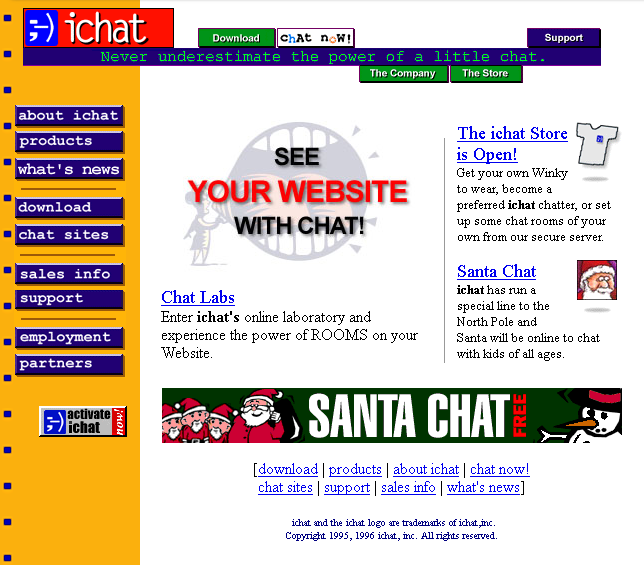 ;-) ichat
Download
chAt noW!
Support
Never underestimate the power of a little chat.
The Company
The Store
about ichat
products
what's news
download
chat sites
sales info
support
employment
partners
;-) activate
ichat
now!
SEE
YOUR WEBSITE
WITH CHAT!
Chat Labs
Enter ichat's online laboratory and
experience the power of ROOMS on your
Website.
The ichat Store
is Open!
Get your own Winky
to wear, become a
preferred ichat chatter, or set
up some chat rooms of your
own from our secure server.
Santa Chat
ichat has run a
special line to the
North Pole and
Santa will be online to chat
with kids of all ages.
SANTA CHAT FREE
[download | products | about ichat | chat now!
chat sites | support | sales info | what's news]
ichat and the ichat logo are trademarks of ichat,inc.
Copyright 1995, 1996 ichat, inc. All rights reserved.